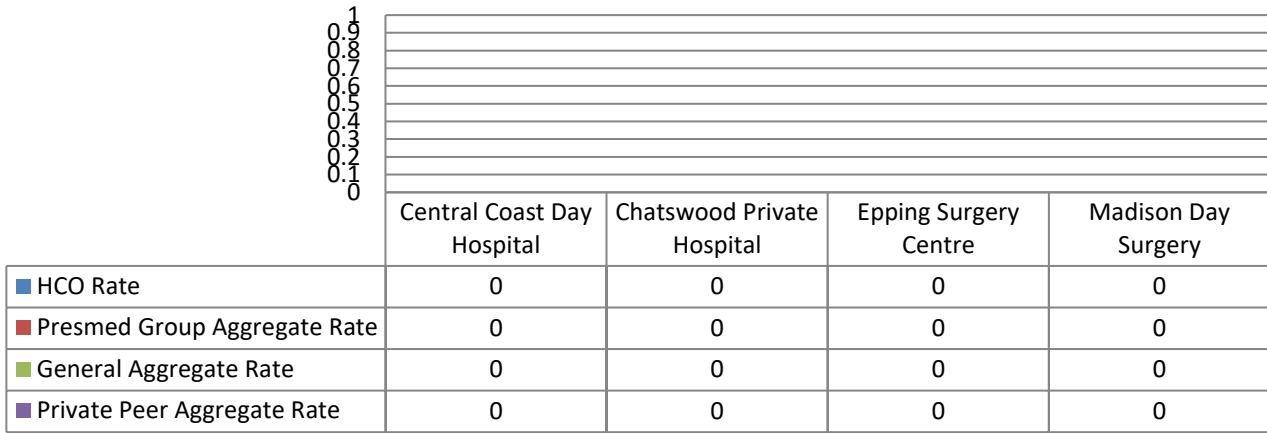 1
0.9
0.8
0.7
0.6
0.5
0.4
0.3
0.2
0.1
0
Central Coast Day Hospital
Chatswood Private Hospital
Epping Surgery Centre
Madison Day Surgery
HCO Rate 0 0 0 0
Presmed Group Aggregate Rate 0 0 0 0
General Aggregate Rate 0 0 0 0
Private Peer Aggregate Rate 0 0 0 0